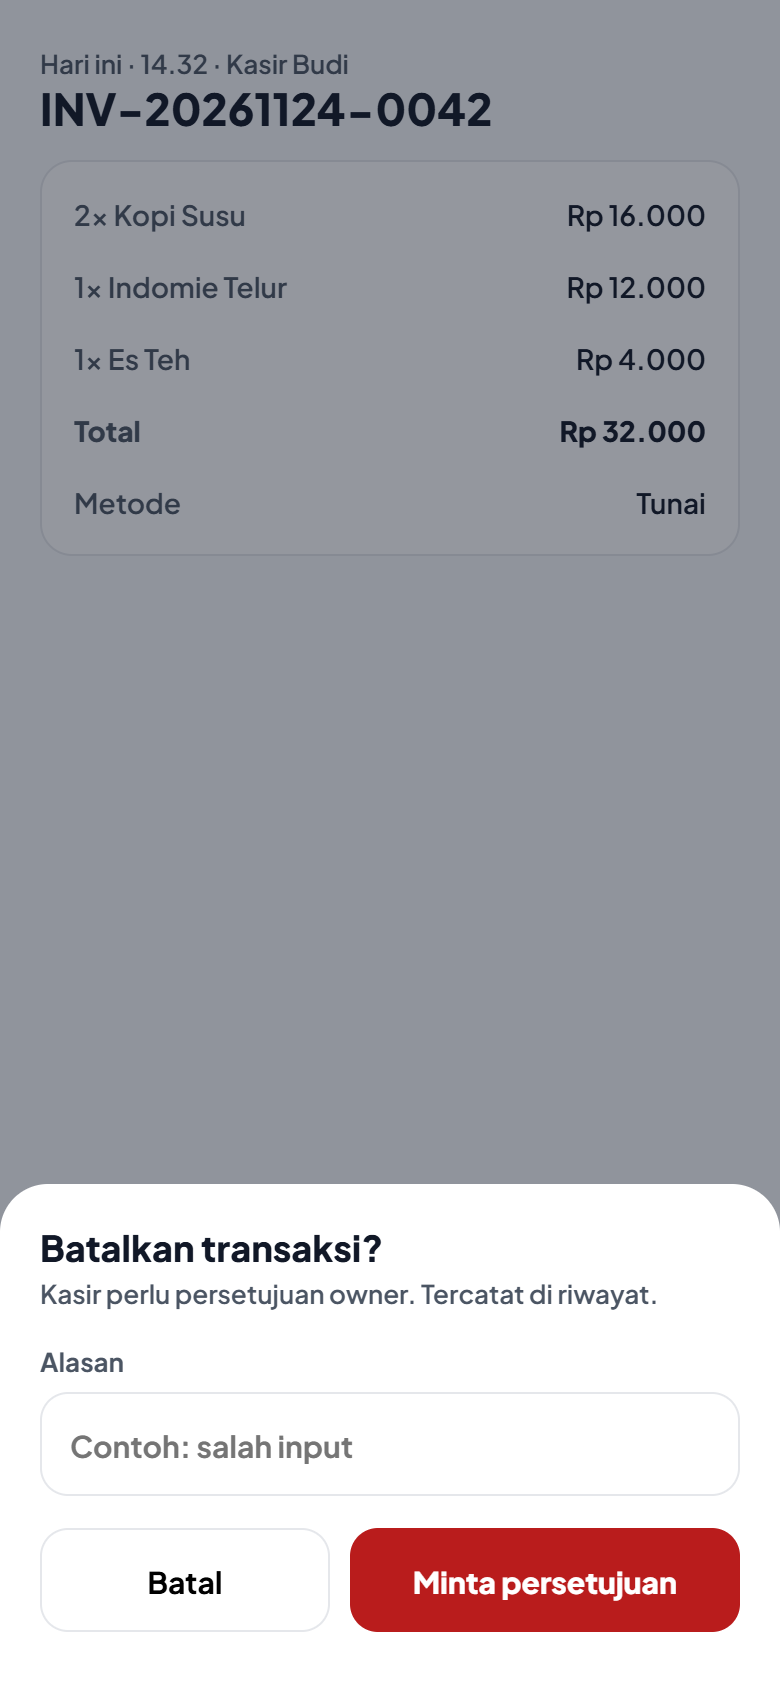 Hari ini · 14.32 · Kasir Budi
INV-20261124-0042
2× Kopi Susu Rp 16.000
1× Indomie Telur Rp 12.000
1× Es Teh Rp 4.000
Total Rp 32.000
Metode Tunai
Batalkan transaksi?
Kasir perlu persetujuan owner. Tercatat di riwayat.
Alasan
Contoh: salah input
Batal Minta persetujuan